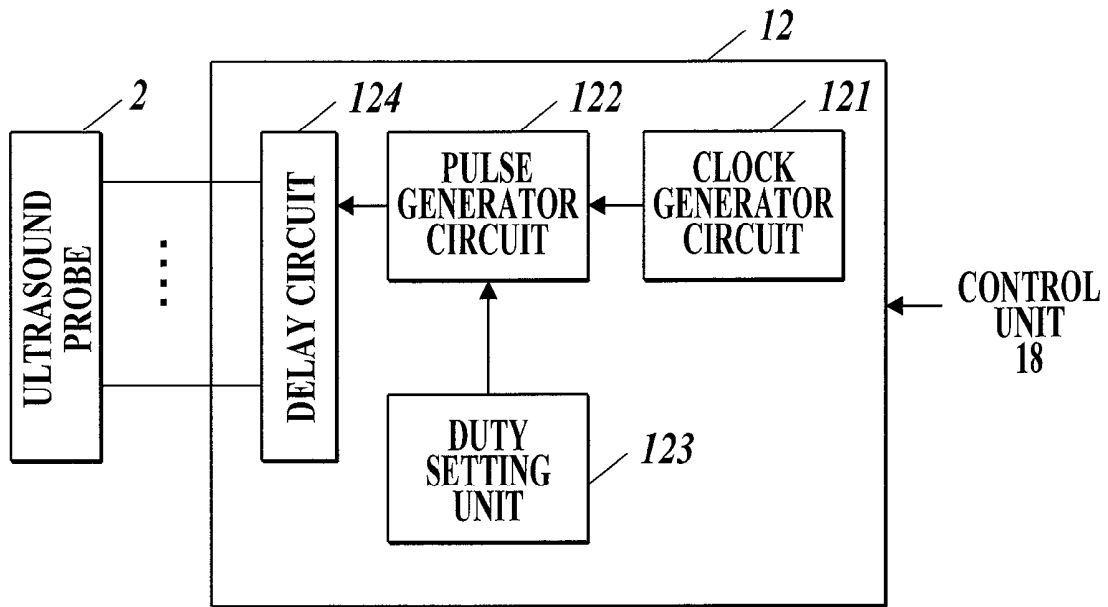 12
2
124
122
121
ULTRASOUND
PROBE
DELAY CIRCUIT
PULSE
GENERATOR
CIRCUIT
CLOCK
GENERATOR
CIRCUIT
CONTROL
UNIT
18
DUTY
SETTING
UNIT
123